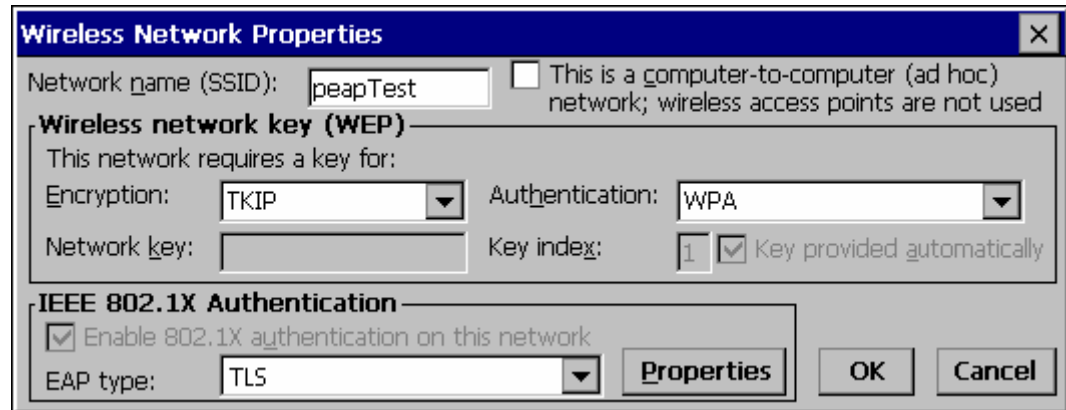 Wireless Network Properties
Network name (SSID): peapTest
This is a computer-to-computer (ad hoc)
network; wireless access points are not used
Wireless network key (WEP)
This network requires a key for:
Encryption: TKIP Authentication: WPA
Network key: Key index: 1 Key provided automatically
IEEE 802.1X Authentication
Enable 802.1X authentication on this network
EAP type: TLS Properties OK Cancel